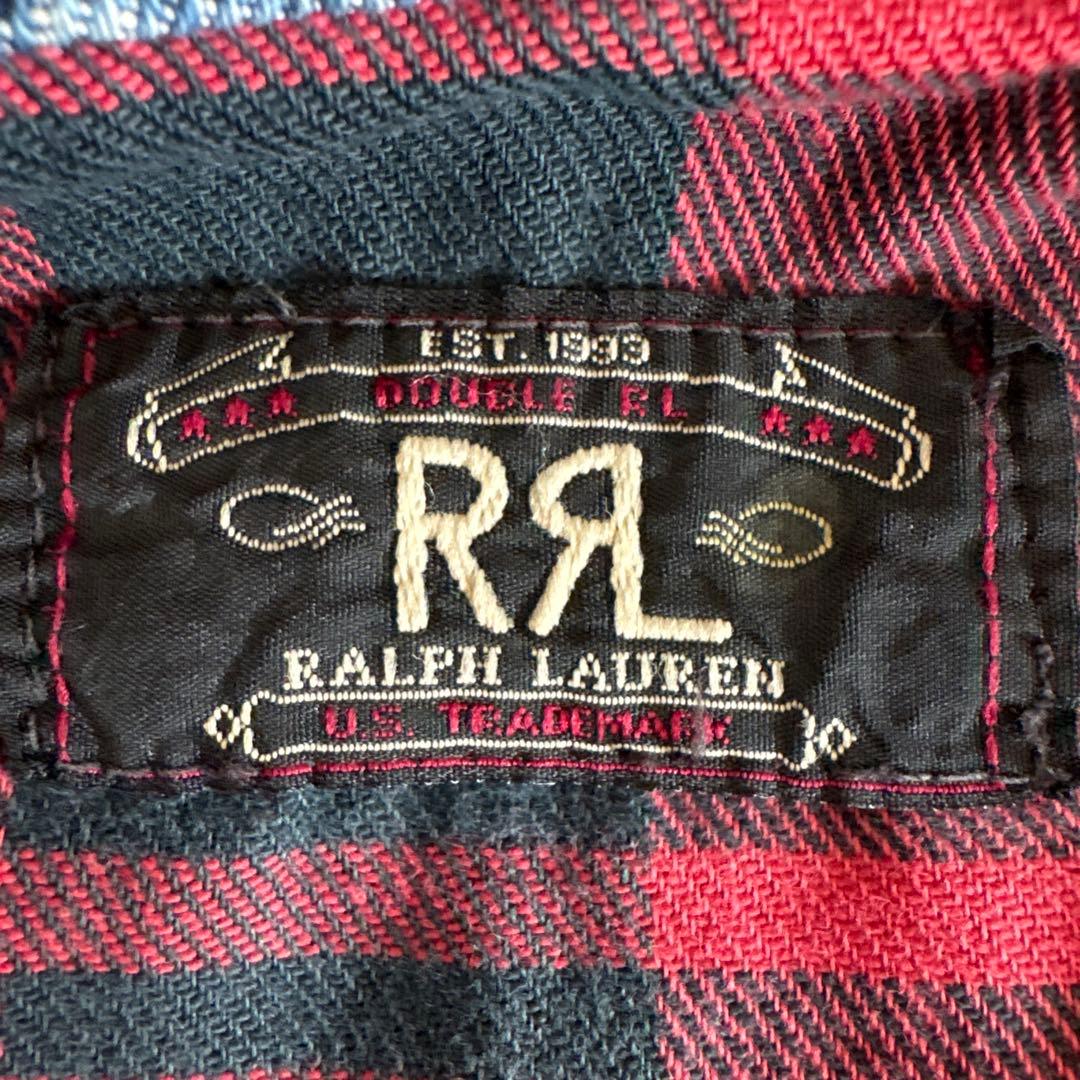 EST. 1993
DOUBLE RL
RRL
RALPH LAUREN
U.S. TRADEMARK